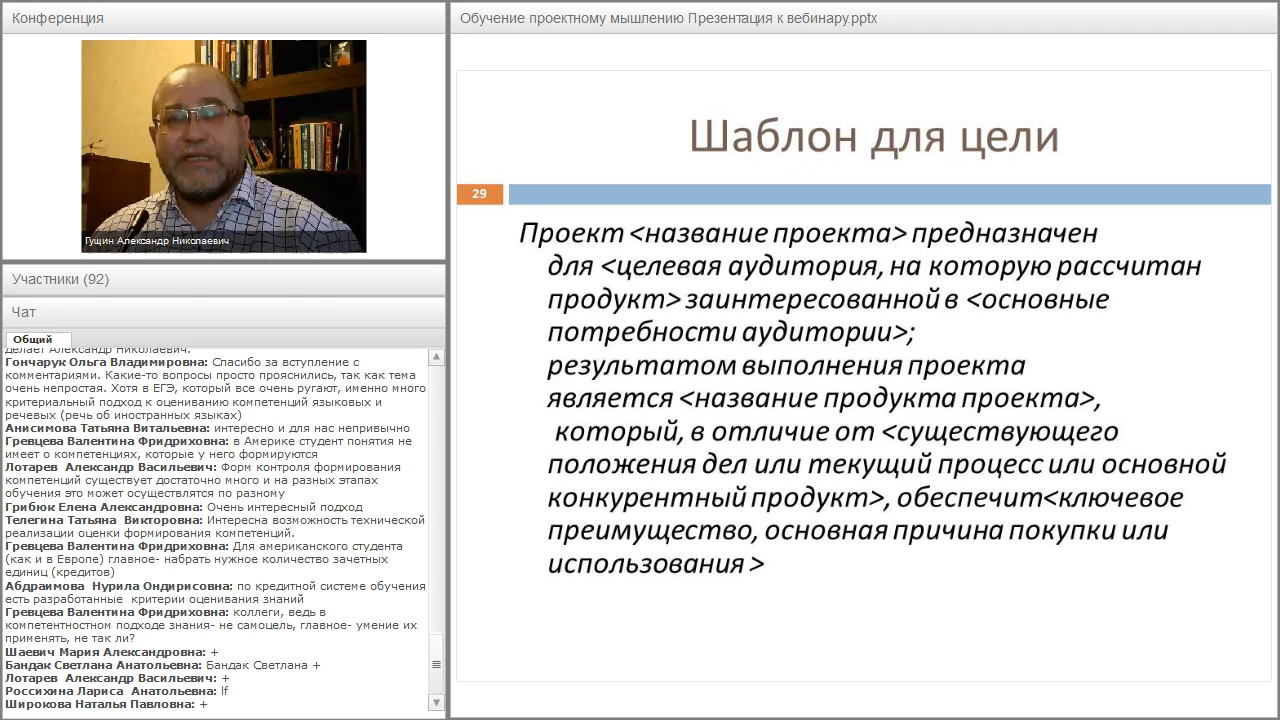 Конференция
Гущин Александр Николаевич
Участники (92)
Чат
Общий
делает Александр Николаевич.
Гончарук Ольга Владимировна: Спасибо за вступление с
комментариями. Какие-то вопросы просто прояснились, так как тема
очень непростая. Хотя в ЕГЭ, который все очень ругают, именно много
критериальный подход к оцениванию компетенций языковых и
речевых (речь об иностранных языках)
Анисимова Татьяна Витальевна: интересно и для нас непривычно
Гревцева Валентина Фридриховна: в Америке студент понятия не
имеет о компетенциях, которые у него формируются
Лотарев Александр Васильевич: Форм контроля формирования
компетенций существует достаточно много и на разных этапах
обучения это может осуществлятся по разному
Грибюк Елена Александровна: Очень интересный подход
Телегина Татьяна Викторовна: Интересна возможность технической
реализации оценки формирования компетенций.
Гревцева Валентина Фридриховна: Для американского студента
(как и в Европе) главное- набрать нужное количество зачетных
единиц (кредитов)
Абдраимова Нурила Ондирисовна: по кредитной системе обучения
есть разработанные критерии оценивания знаний
Гревцева Валентина Фридриховна: коллеги, ведь в
компетентностном подходе знания- не самоцель, главное- умение их
применять, не так ли?
Шаевич Мария Александровна: +
Бандак Светлана Анатольевна: Бандак Светлана +
Лотарев Александр Васильевич: +
Россихина Лариса Анатольевна: lf
Широкова Наталья Павловна: +
Обучение проектному мышлению Презентация к вебинару.pptx
Шаблон для цели
29
Проект <название проекта> предназначен
для <целевая аудитория, на которую рассчитан
продукт> заинтересованной в <основные
потребности аудитории>;
результатом выполнения проекта
является <название продукта проекта>,
который, в отличие от <существующего
положения дел или текущий процесс или основной
конкурентный продукт>, обеспечит<ключевое
преимущество, основная причина покупки или
использования >